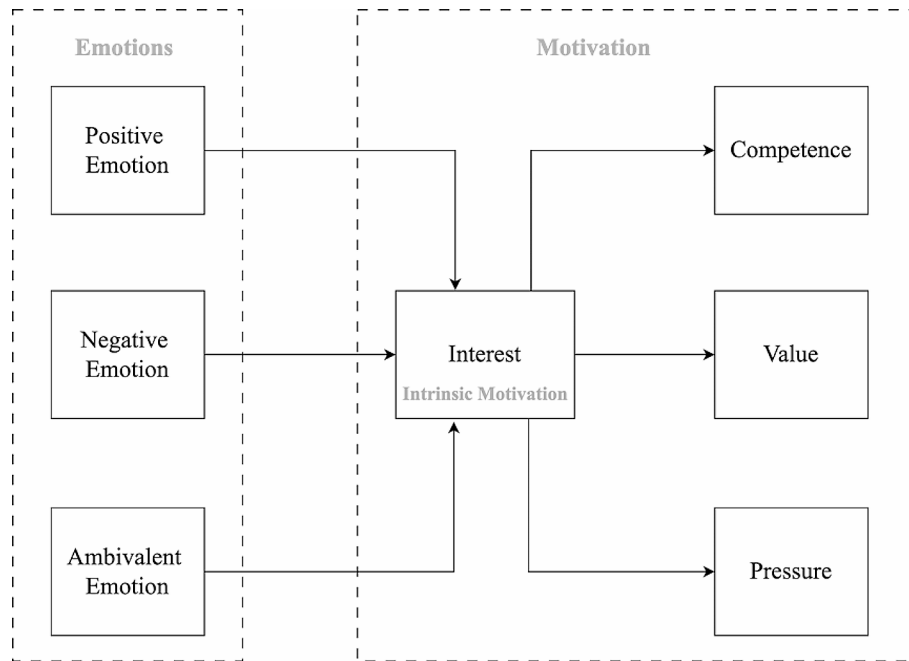 Emotions
Motivation
Positive
Emotion
Competence
Negative
Emotion
Interest
Intrinsic Motivation
Value
Ambivalent
Emotion
Pressure